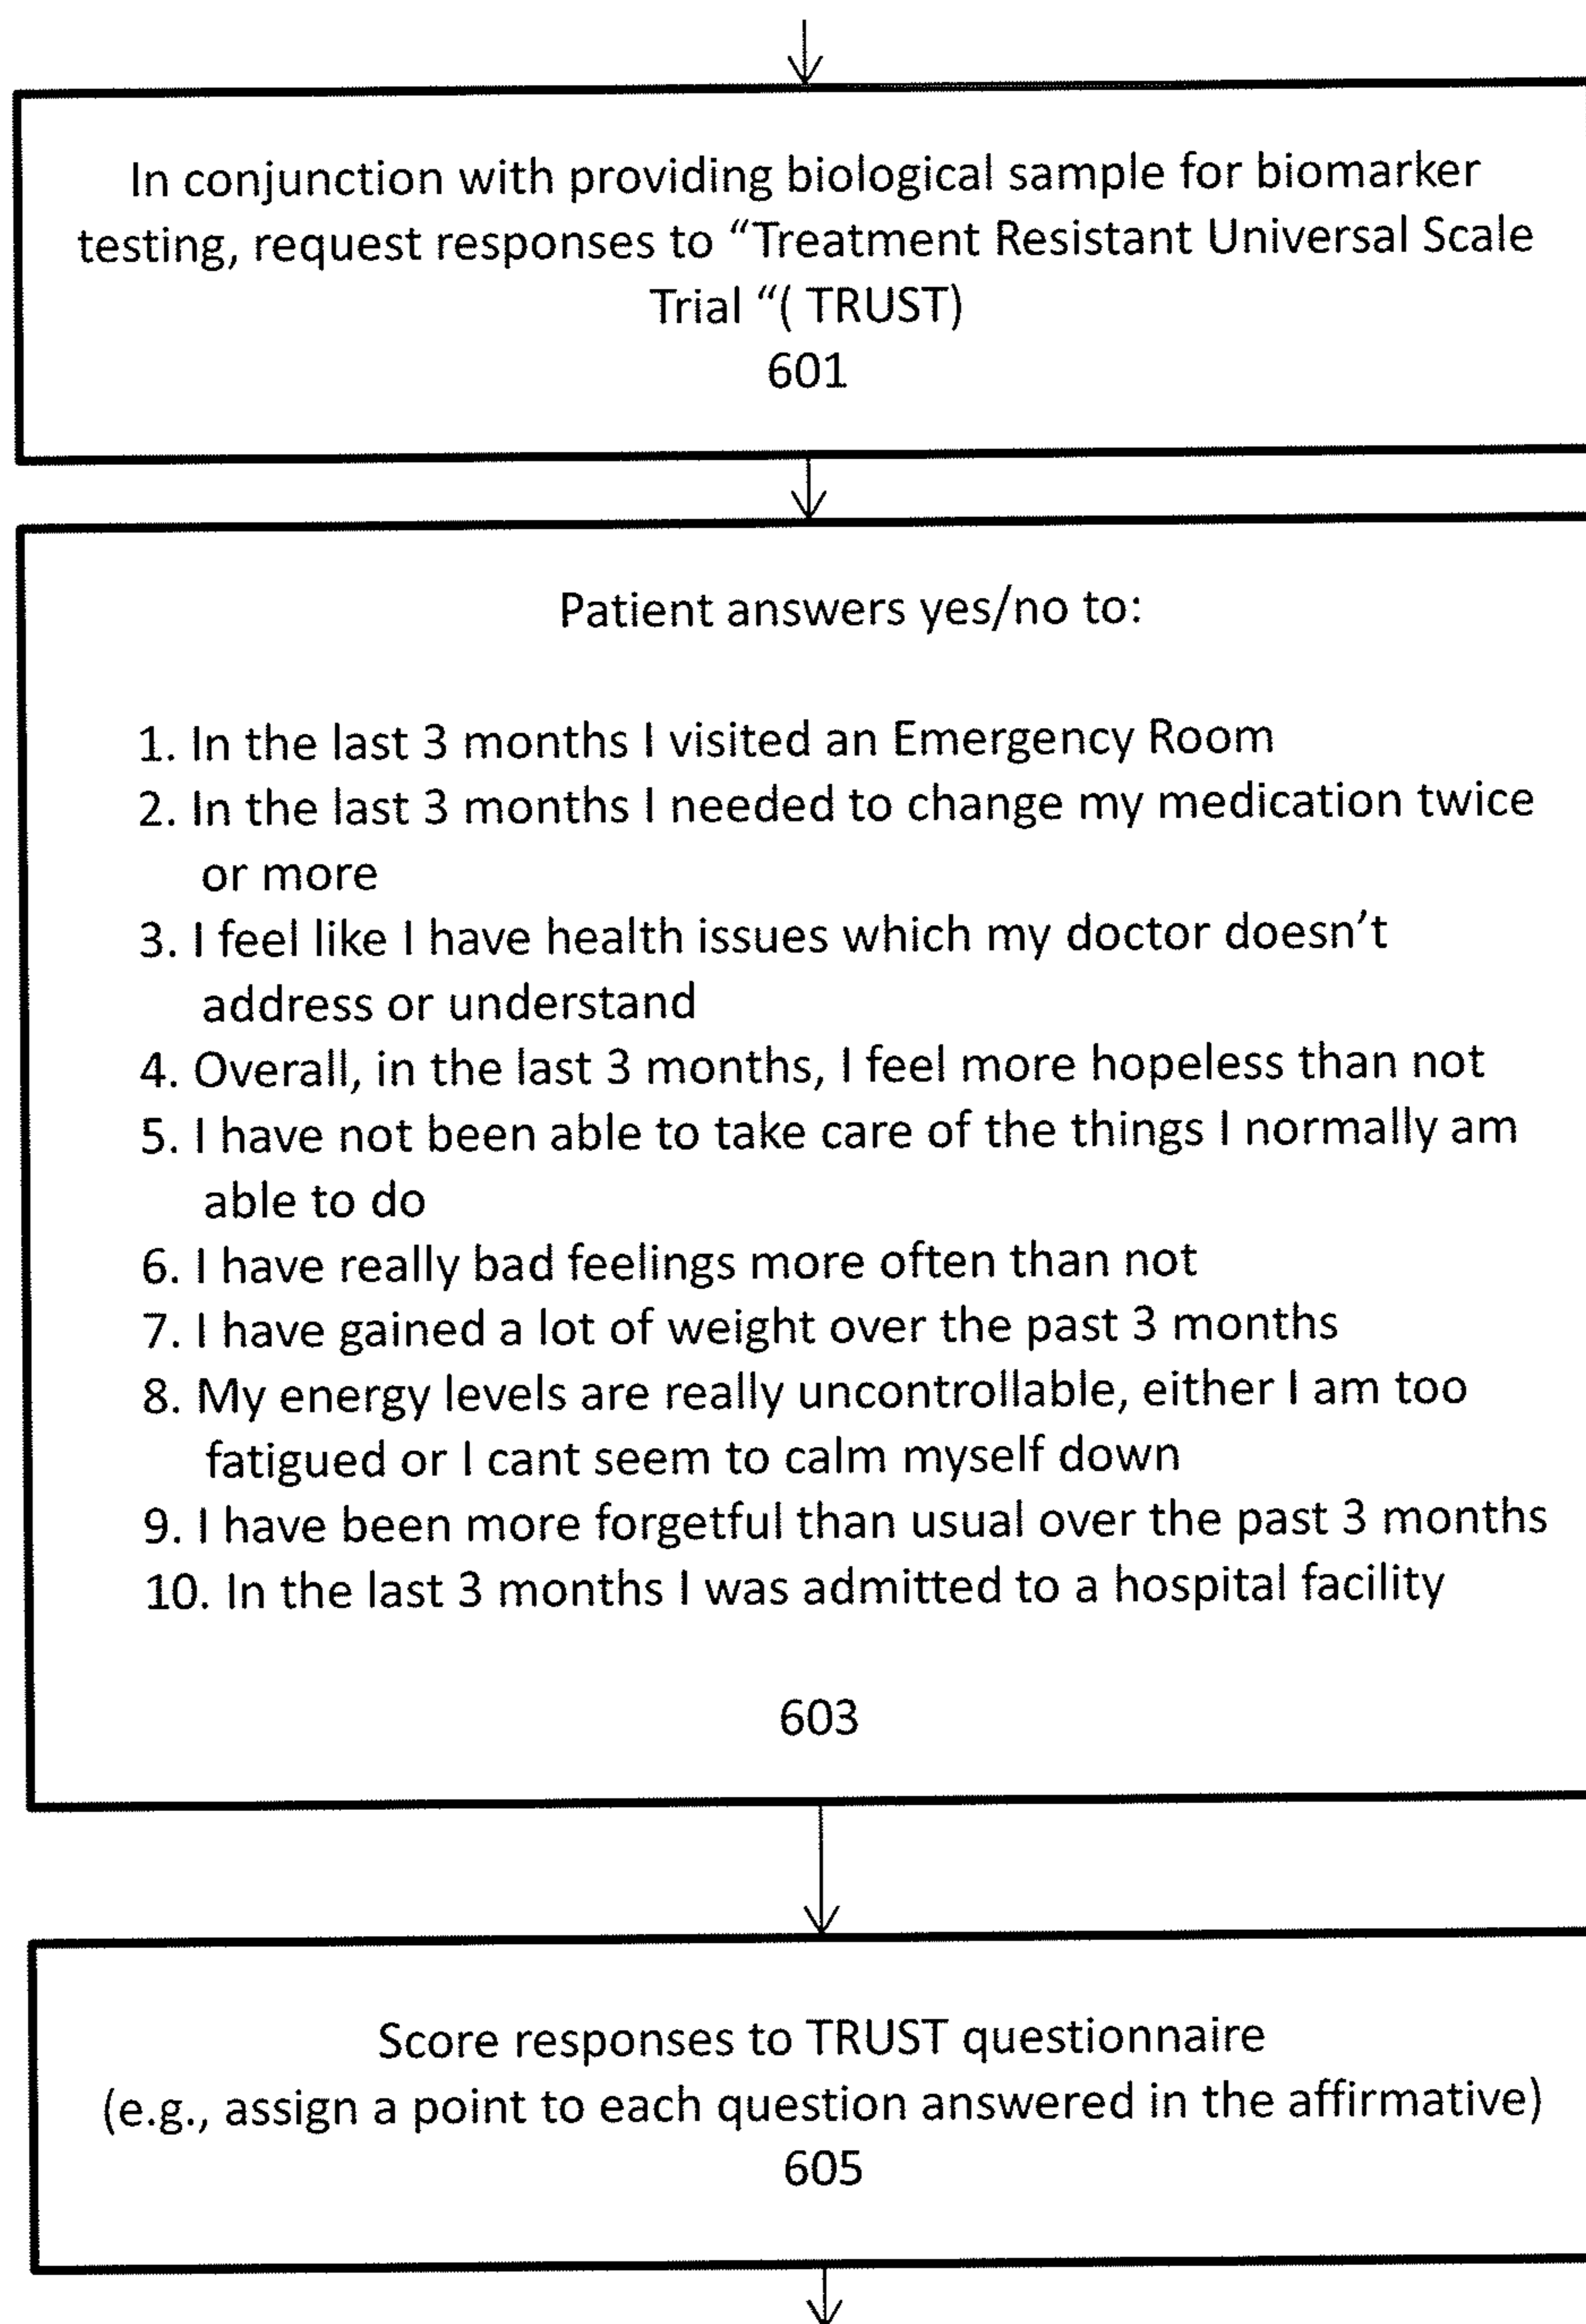 In conjunction with providing biological sample for biomarker
testing, request responses to “Treatment Resistant Universal Scale
Trial “( TRUST)
601
Patient answers yes/no to:
1. In the last 3 months I visited an Emergency Room
2. In the last 3 months I needed to change my medication twice
or more
3. I feel like I have health issues which my doctor doesn’t
address or understand
4. Overall, in the last 3 months, I feel more hopeless than not
5. I have not been able to take care of the things I normally am
able to do
6. I have really bad feelings more often than not
7. I have gained a lot of weight over the past 3 months
8. My energy levels are really uncontrollable, either I am too
fatigued or I cant seem to calm myself down
9. I have been more forgetful than usual over the past 3 months
10. In the last 3 months I was admitted to a hospital facility
603
Score responses to TRUST questionnaire
(e.g., assign a point to each question answered in the affirmative)
605